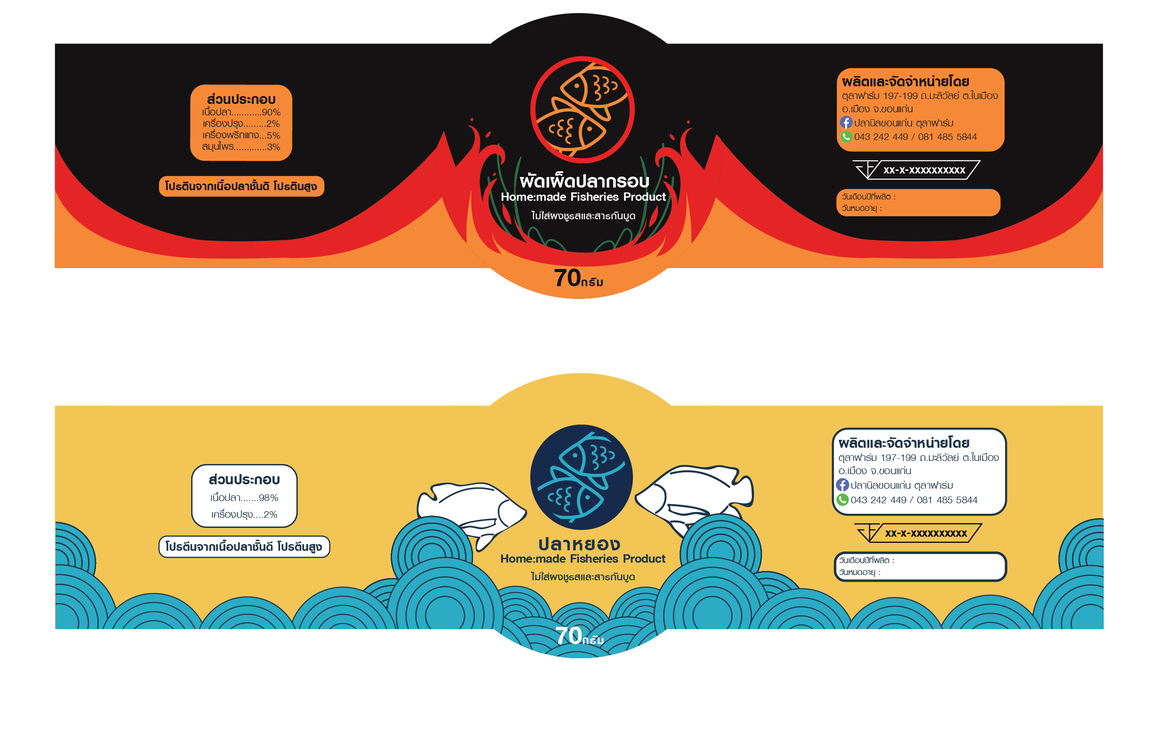 ส่วนประกอบ
เนื้อปลา............90%
เครื่องปรุง.........2%
เครื่องพริกแกง...5%
สมุนไพร.............3%
โปรตีนจากเนื้อปลาชั้นดี โปรตีนสูง
ผัดเผ็ดปลากรอบ
Home:made Fisheries Product
ไม่ใส่ผงชูรสและสารกันบูด
70กรัม
ผลิตและจัดจำหน่ายโดย
ตุลาฟาร์ม 197-199 ถ.มะลิวัลย์ ต.ในเมือง
อ.เมือง จ.ขอนแก่น
ปลานิลขอนแก่น ตุลาฟาร์ม
043 242 449 / 081 485 5844
xx-x-xxxxxxxxxx
วันเดือนปีที่ผลิต :
วันหมดอายุ :
ส่วนประกอบ
เนื้อปลา.......98%
เครื่องปรุง....2%
โปรตีนจากเนื้อปลาชั้นดี โปรตีนสูง
ปลาหยอง
Home:made Fisheries Product
ไม่ใส่ผงชูรสและสารกันบูด
70กรัม
ผลิตและจัดจำหน่ายโดย
ตุลาฟาร์ม 197-199 ถ.มะลิวัลย์ ต.ในเมือง
อ.เมือง จ.ขอนแก่น
ปลานิลขอนแก่น ตุลาฟาร์ม
043 242 449 / 081 485 5844
xx-x-xxxxxxxxxx
วันเดือนปีที่ผลิต :
วันหมดอายุ :